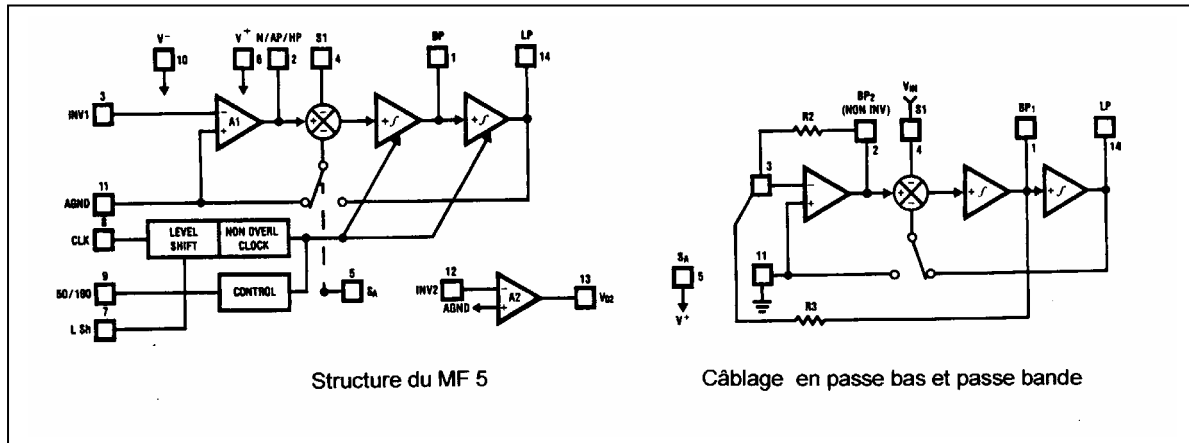 V⁻
10
V⁺
6
N/AP/HP
2
S1
4
BP
1
LP
14
3
INV1
A1
11
AGND
8
CLK
LEVEL SHIFT
NON OVERL CLOCK
9
50/100
CONTROL
7
L Sh
5
SA
12
INV2
AGND
A2
13
V02
Structure du MF 5
VIN
BP2
(NON INV)
2
S1
4
BP1
1
LP
14
R2
3
11
SA
5
V⁺
R3
Câblage en passe bas et passe bande